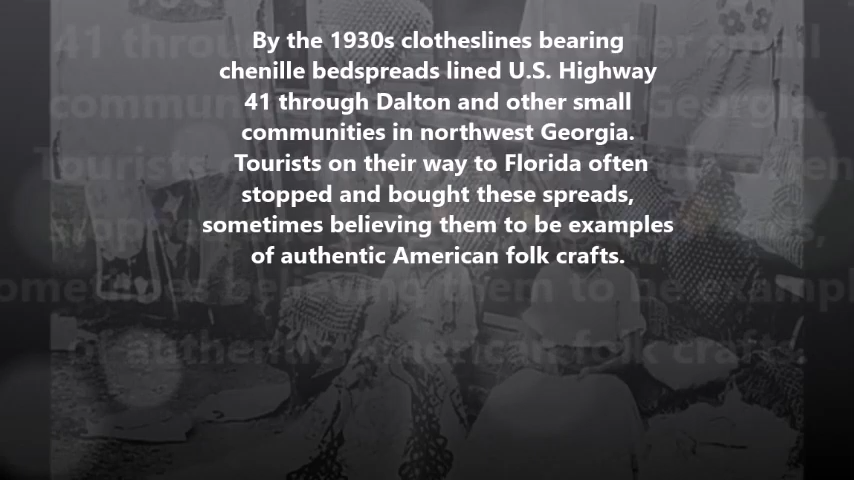 By the 1930s clotheslines bearing
chenille bedspreads lined U.S. Highway
41 through Dalton and other small
communities in northwest Georgia.
Tourists on their way to Florida often
stopped and bought these spreads,
sometimes believing them to be examples
of authentic American folk crafts.